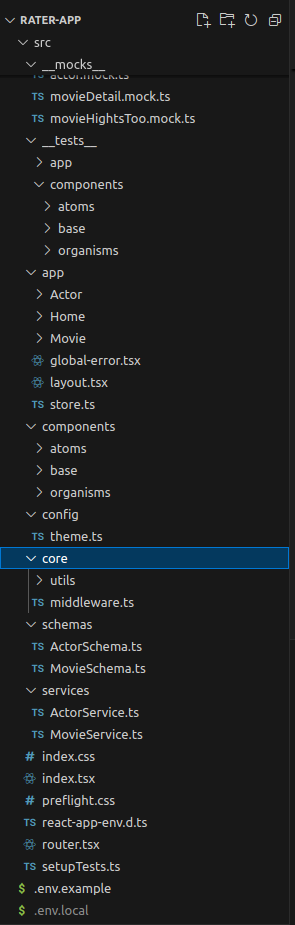 RATER-APP
src
__mocks__
actor.mock.ts
TS movieDetail.mock.ts
TS movieHightsToo.mock.ts
__tests__
app
components
atoms
base
organisms
app
Actor
Home
Movie
global-error.tsx
layout.tsx
TS store.ts
components
atoms
base
organisms
config
TS theme.ts
core
utils
TS middleware.ts
schemas
TS ActorSchema.ts
TS MovieSchema.ts
services
TS ActorService.ts
TS MovieService.ts
# index.css
index.tsx
# preflight.css
TS react-app-env.d.ts
router.tsx
TS setupTests.ts
$ .env.example
$ .env.local